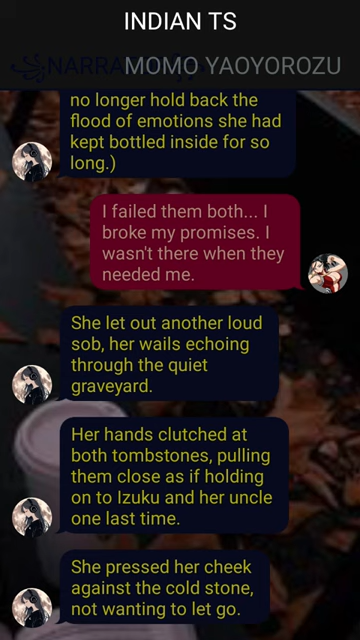 INDIAN TS
MOMO YAOYOROZU
no longer hold back the
flood of emotions she had
kept bottled inside for so
long.)
I failed them both... I
broke my promises. I
wasn't there when they
needed me.
She let out another loud
sob, her wails echoing
through the quiet
graveyard.
Her hands clutched at
both tombstones, pulling
them close as if holding
on to Izuku and her uncle
one last time.
She pressed her cheek
against the cold stone,
not wanting to let go.